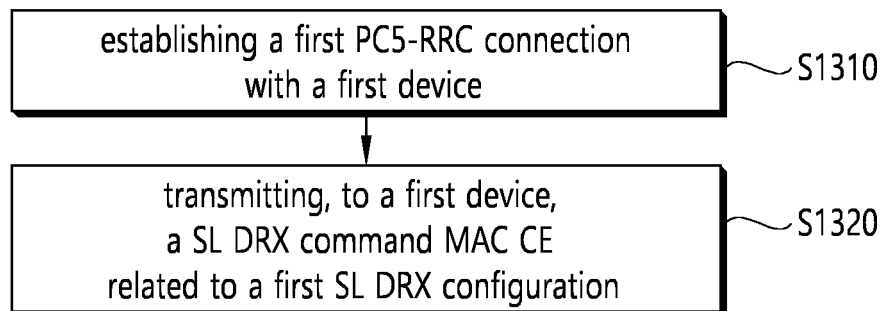 establishing a first PC5-RRC connection
with a first device
S1310
transmitting, to a first device,
a SL DRX command MAC CE
related to a first SL DRX configuration
S1320